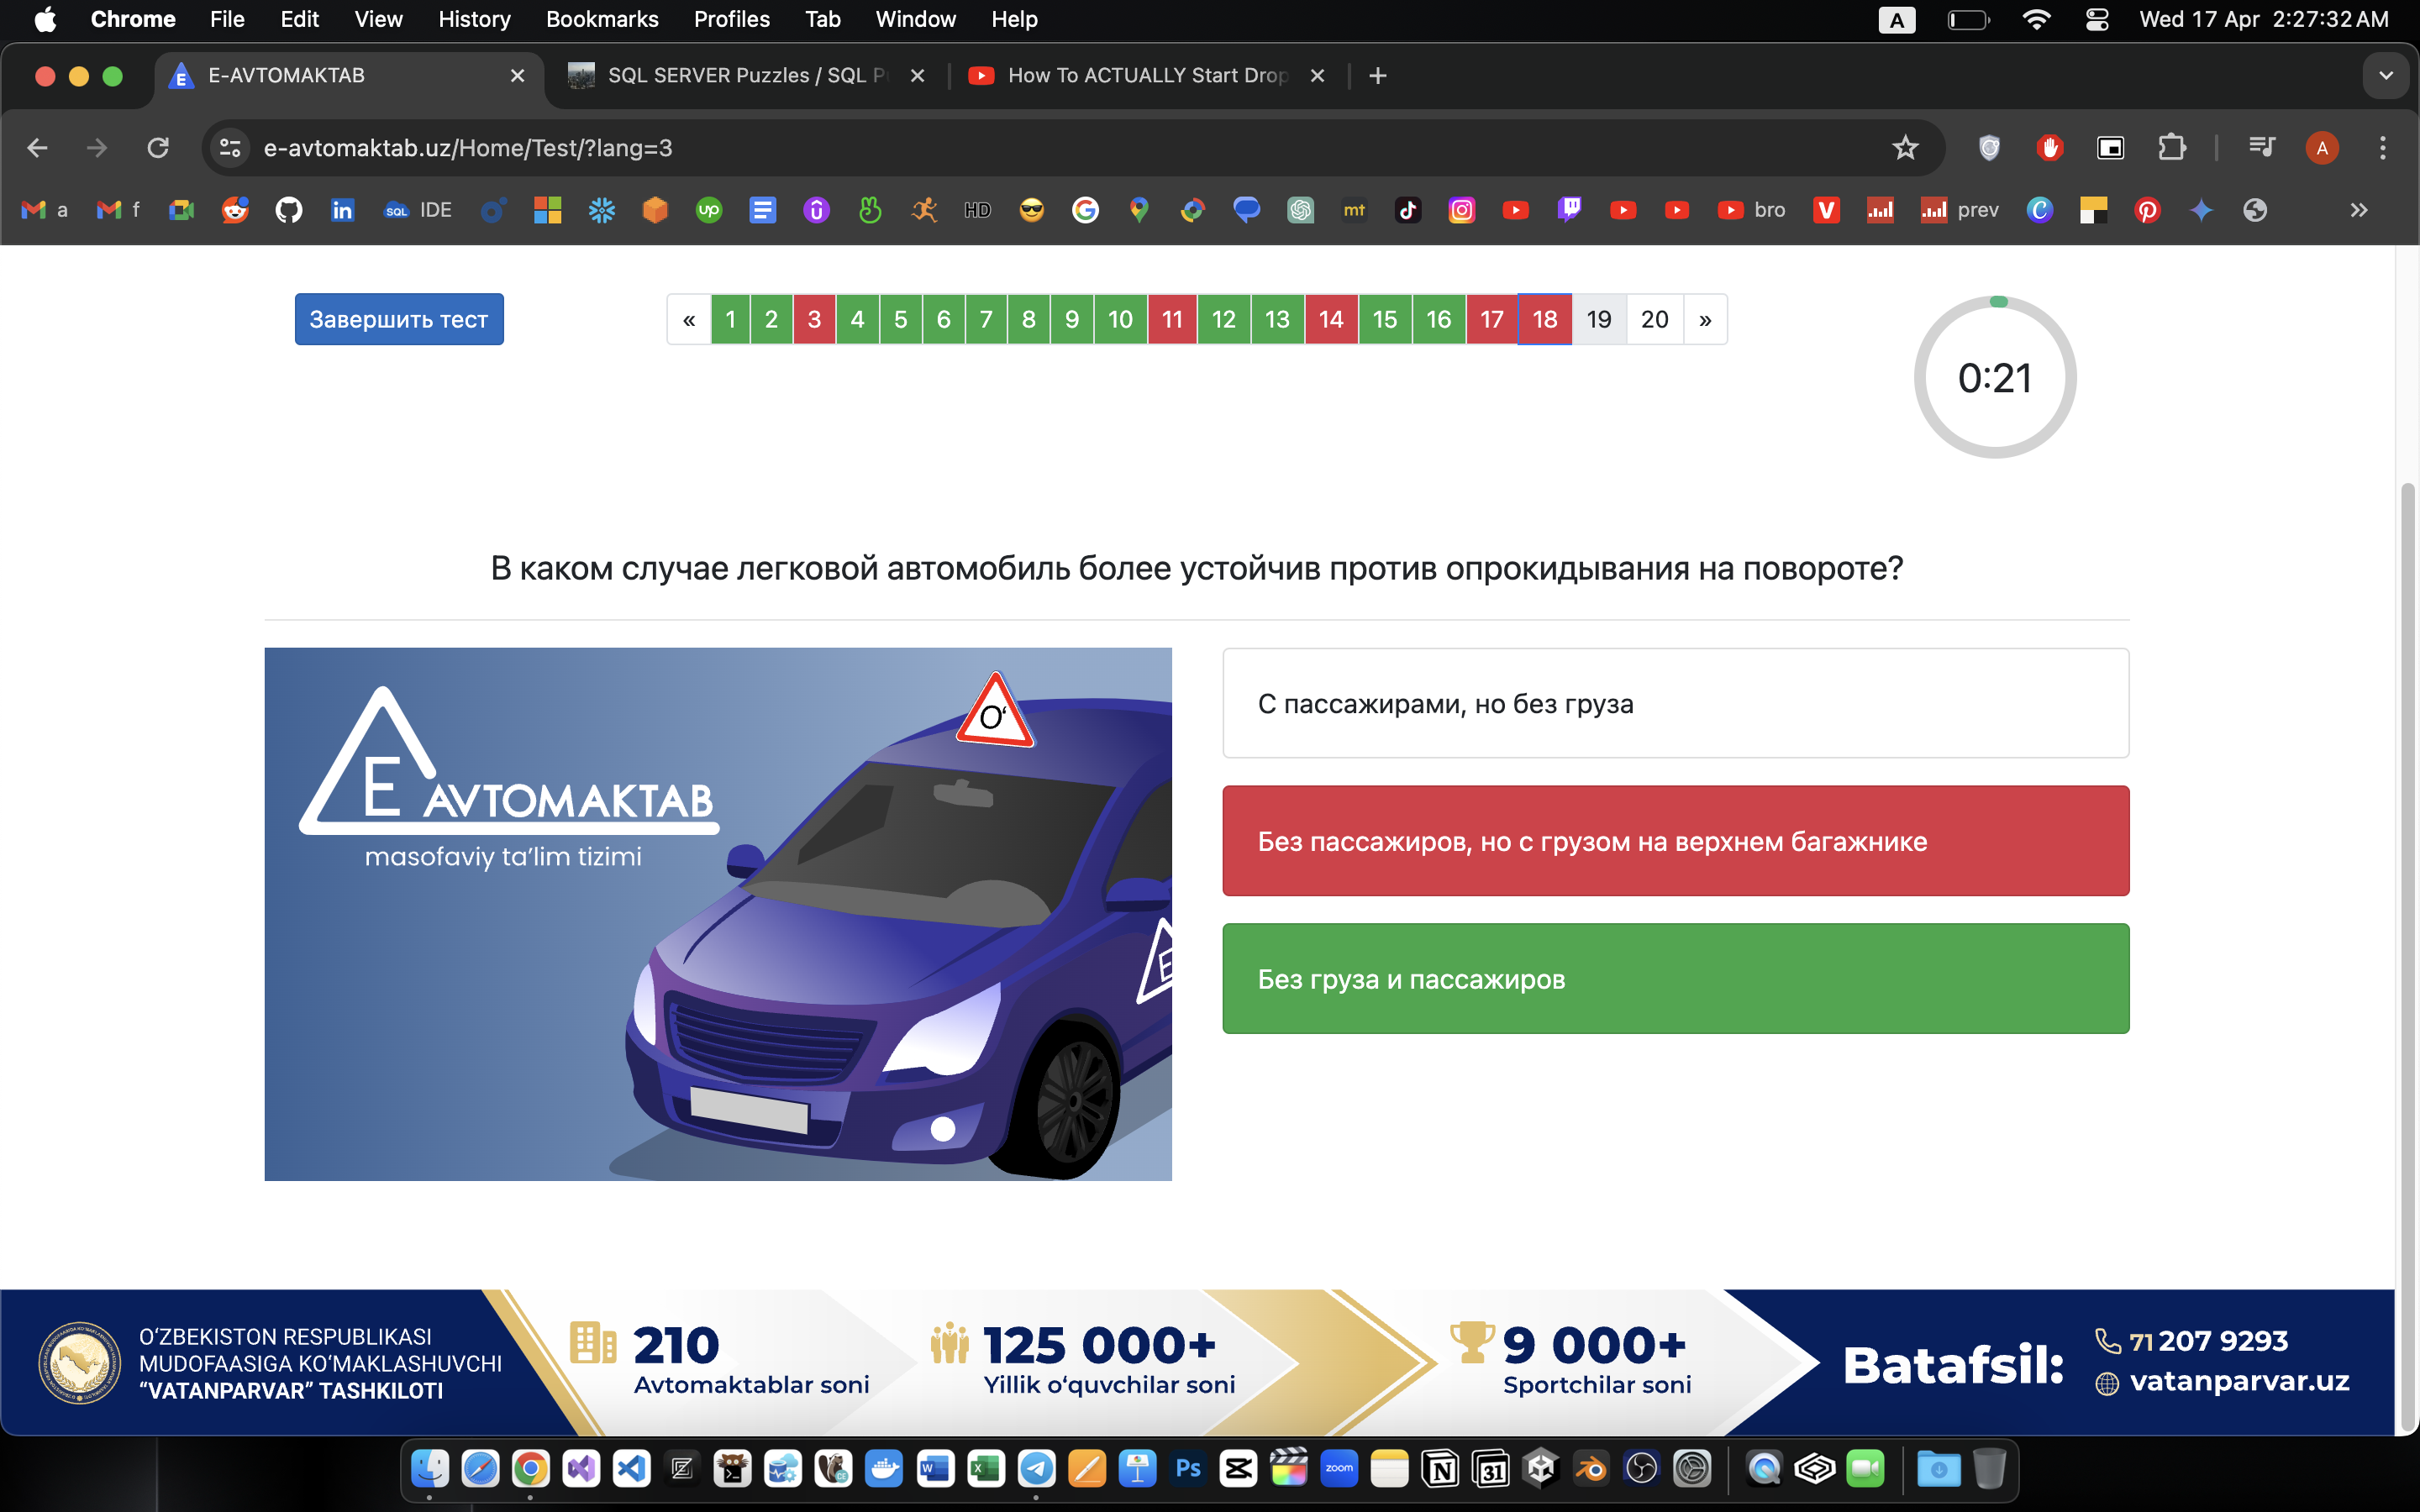 Chrome File Edit View History Bookmarks Profiles Tab Window Help
A
Wed 17 Apr 2:27:32 AM
E-AVTOMAKTAB
SQL SERVER Puzzles / SQL P
How To ACTUALLY Start Drop
e-avtomaktab.uz/Home/Test/?lang=3
A
a f SQL IDE up HD mt bro prev
Завершить тест
« 1 2 3 4 5 6 7 8 9 10 11 12 13 14 15 16 17 18 19 20 »
0:21
В каком случае легковой автомобиль более устойчив против опрокидывания на повороте?
E AVTOMAKTAB
masofaviy ta’lim tizimi
O‘
E
С пассажирами, но без груза
Без пассажиров, но с грузом на верхнем багажнике
Без груза и пассажиров
O‘ZBEKISTON RESPUBLIKASI
MUDOFAASIGA KO‘MAKLASHUVCHI
“VATANPARVAR” TASHKILOTI
210
Avtomaktablar soni
125 000+
Yillik o‘quvchilar soni
9 000+
Sportchilar soni
Batafsil:
71 207 9293
vatanparvar.uz
Ps zoom 31